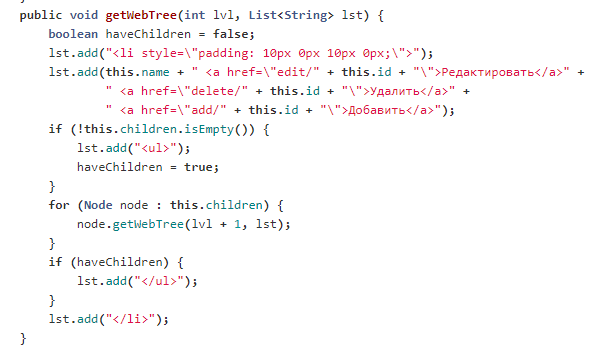 public void getWebTree(int lvl, List<String> lst) {
    boolean haveChildren = false;
    lst.add("<li style=\"padding: 10px 0px 10px 0px;\">");
    lst.add(this.name + " <a href=\"edit/" + this.id + "\">Редактировать</a>" +
            " <a href=\"delete/" + this.id + "\">Удалить</a>" +
            " <a href=\"add/" + this.id + "\">Добавить</a>");
    if (!this.children.isEmpty()) {
        lst.add("<ul>");
        haveChildren = true;
    }
    for (Node node : this.children) {
        node.getWebTree(lvl + 1, lst);
    }
    if (haveChildren) {
        lst.add("</ul>");
    }
    lst.add("</li>");
}